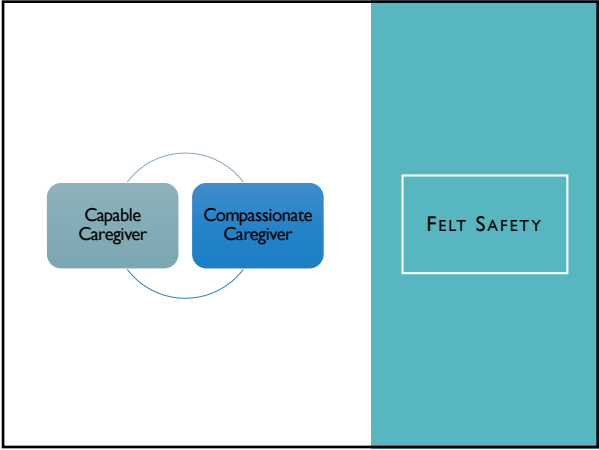 Capable
Caregiver
Compassionate
Caregiver
FELT SAFETY